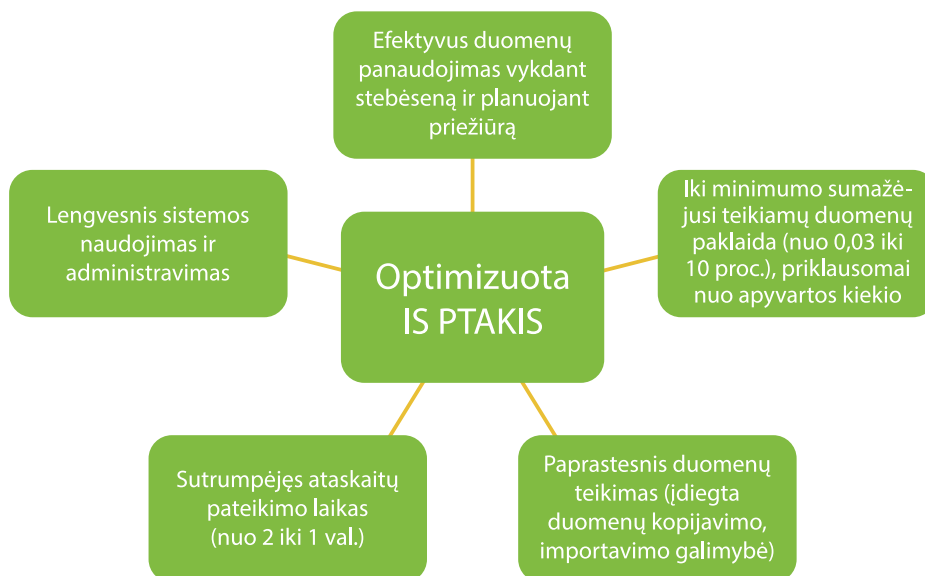 Efektyvus duomenų
panaudojimas vykdant
stebėseną ir planuojant
priežiūrą
Lengvesnis sistemos
naudojimas ir
administravimas
Optimizuota
IS PTAKIS
Iki minimumo sumažė-
jusi teikiamų duomenų
paklaida (nuo 0,03 iki
10 proc.), priklausomai
nuo apyvartos kiekio
Sutrumpėjęs ataskaitų
pateikimo laikas
(nuo 2 iki 1 val.)
Paprastesnis duomenų
teikimas (įdiegta
duomenų kopijavimo,
importavimo galimybė)